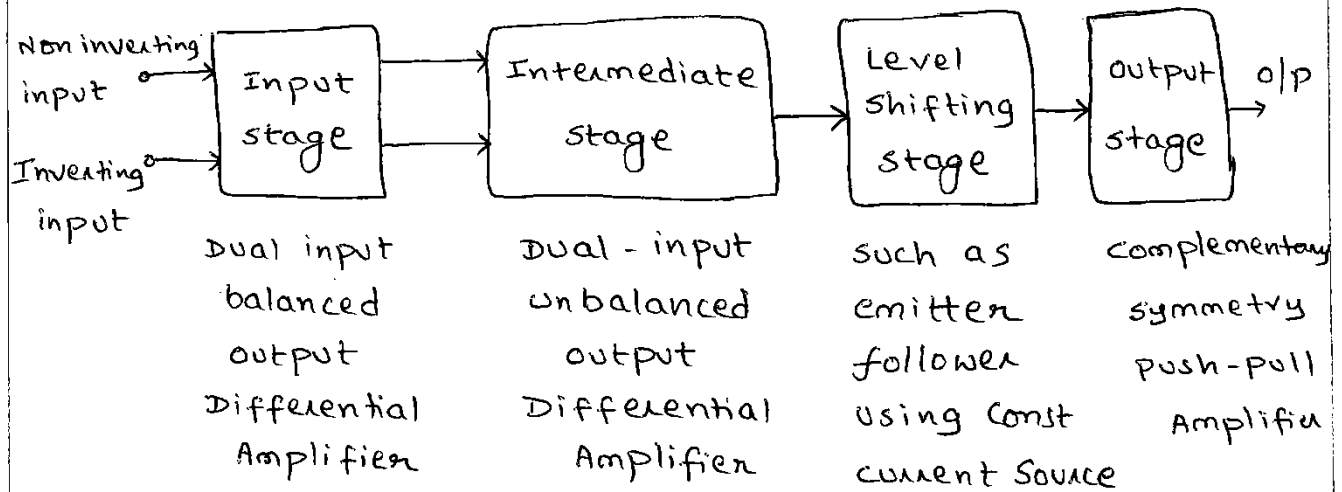 Non inverting
input
Inverting
input
Input
stage
Intermediate
stage
Level
shifting
stage
output
stage
o/p
Dual input
balanced
output
Differential
Amplifier
Dual - input
unbalanced
output
Differential
Amplifier
such as
emitter
follower
using const
current source
complementary
symmetry
push-pull
Amplifier